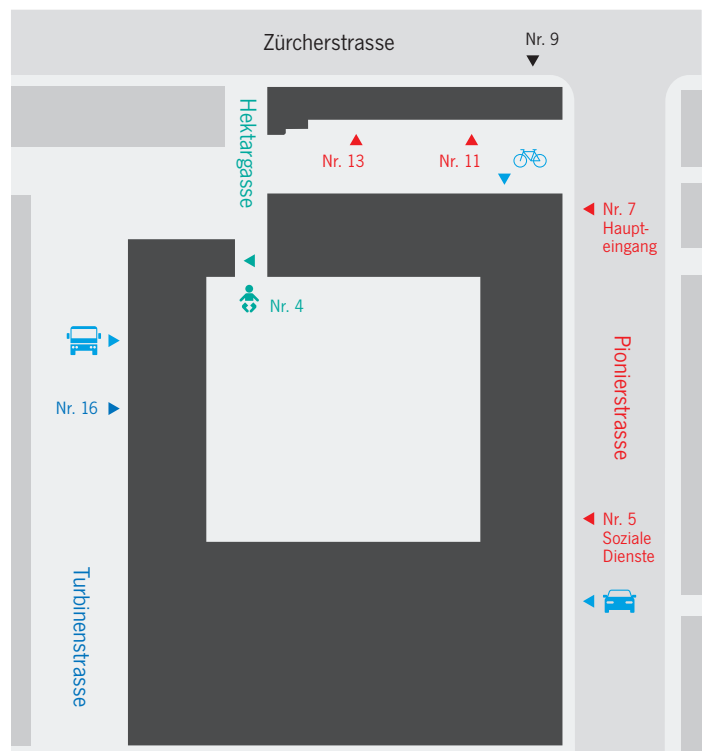 Zürcherstrasse
Nr. 9
Hektargasse
Nr. 13
Nr. 11
Nr. 7
Haupt-
eingang
Nr. 4
Pionierstrasse
Nr. 16
Nr. 5
Soziale
Dienste
Turbinenstrasse